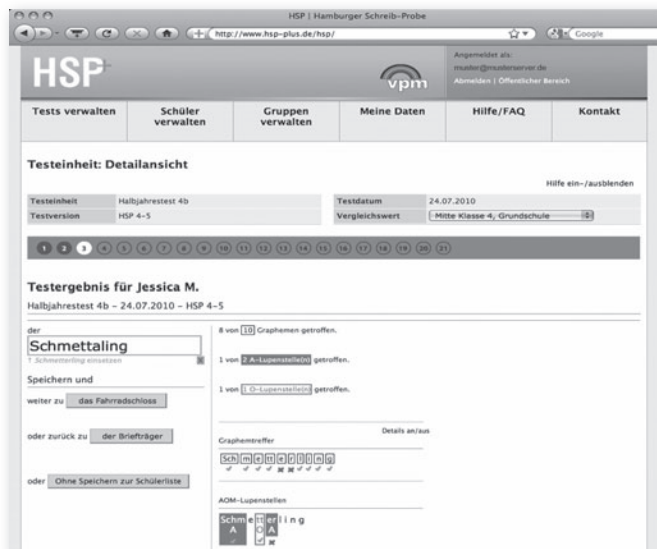 HSP | Hamburger Schreib-Probe
http://www.hsp-plus.de/hsp/
Google
HSP+
vpm
Angemeldet als:
muster@musterserver.de
Abmelden | Öffentlicher Bereich
Tests verwalten
Schüler verwalten
Gruppen verwalten
Meine Daten
Hilfe/FAQ
Kontakt
Testeinheit: Detailansicht
Hilfe ein-/ausblenden
Testeinheit Halbjahrestest 4b
Testdatum 24.07.2010
Testversion HSP 4-5
Vergleichswert Mitte Klasse 4, Grundschule
1 2 3 4 5 6 7 8 9 10 11 12 13 14 15 16 17 18 19 20 21
Testergebnis für Jessica M.
Halbjahrestest 4b – 24.07.2010 – HSP 4–5
der
Schmettaling
↑ Schmetterling einsetzen
Speichern und
weiter zu das Fahrradschloss
oder zurück zu der Briefträger
oder Ohne Speichern zur Schülerliste
8 von 10 Graphemen getroffen.
1 von 2 A-Lupenstelle(n) getroffen.
1 von 1 O-Lupenstelle(n) getroffen.
Details an/aus
Graphemtreffer
Sch m e tt e r l i n g
AOM-Lupenstellen
Schm e tt er l i n g
A O A